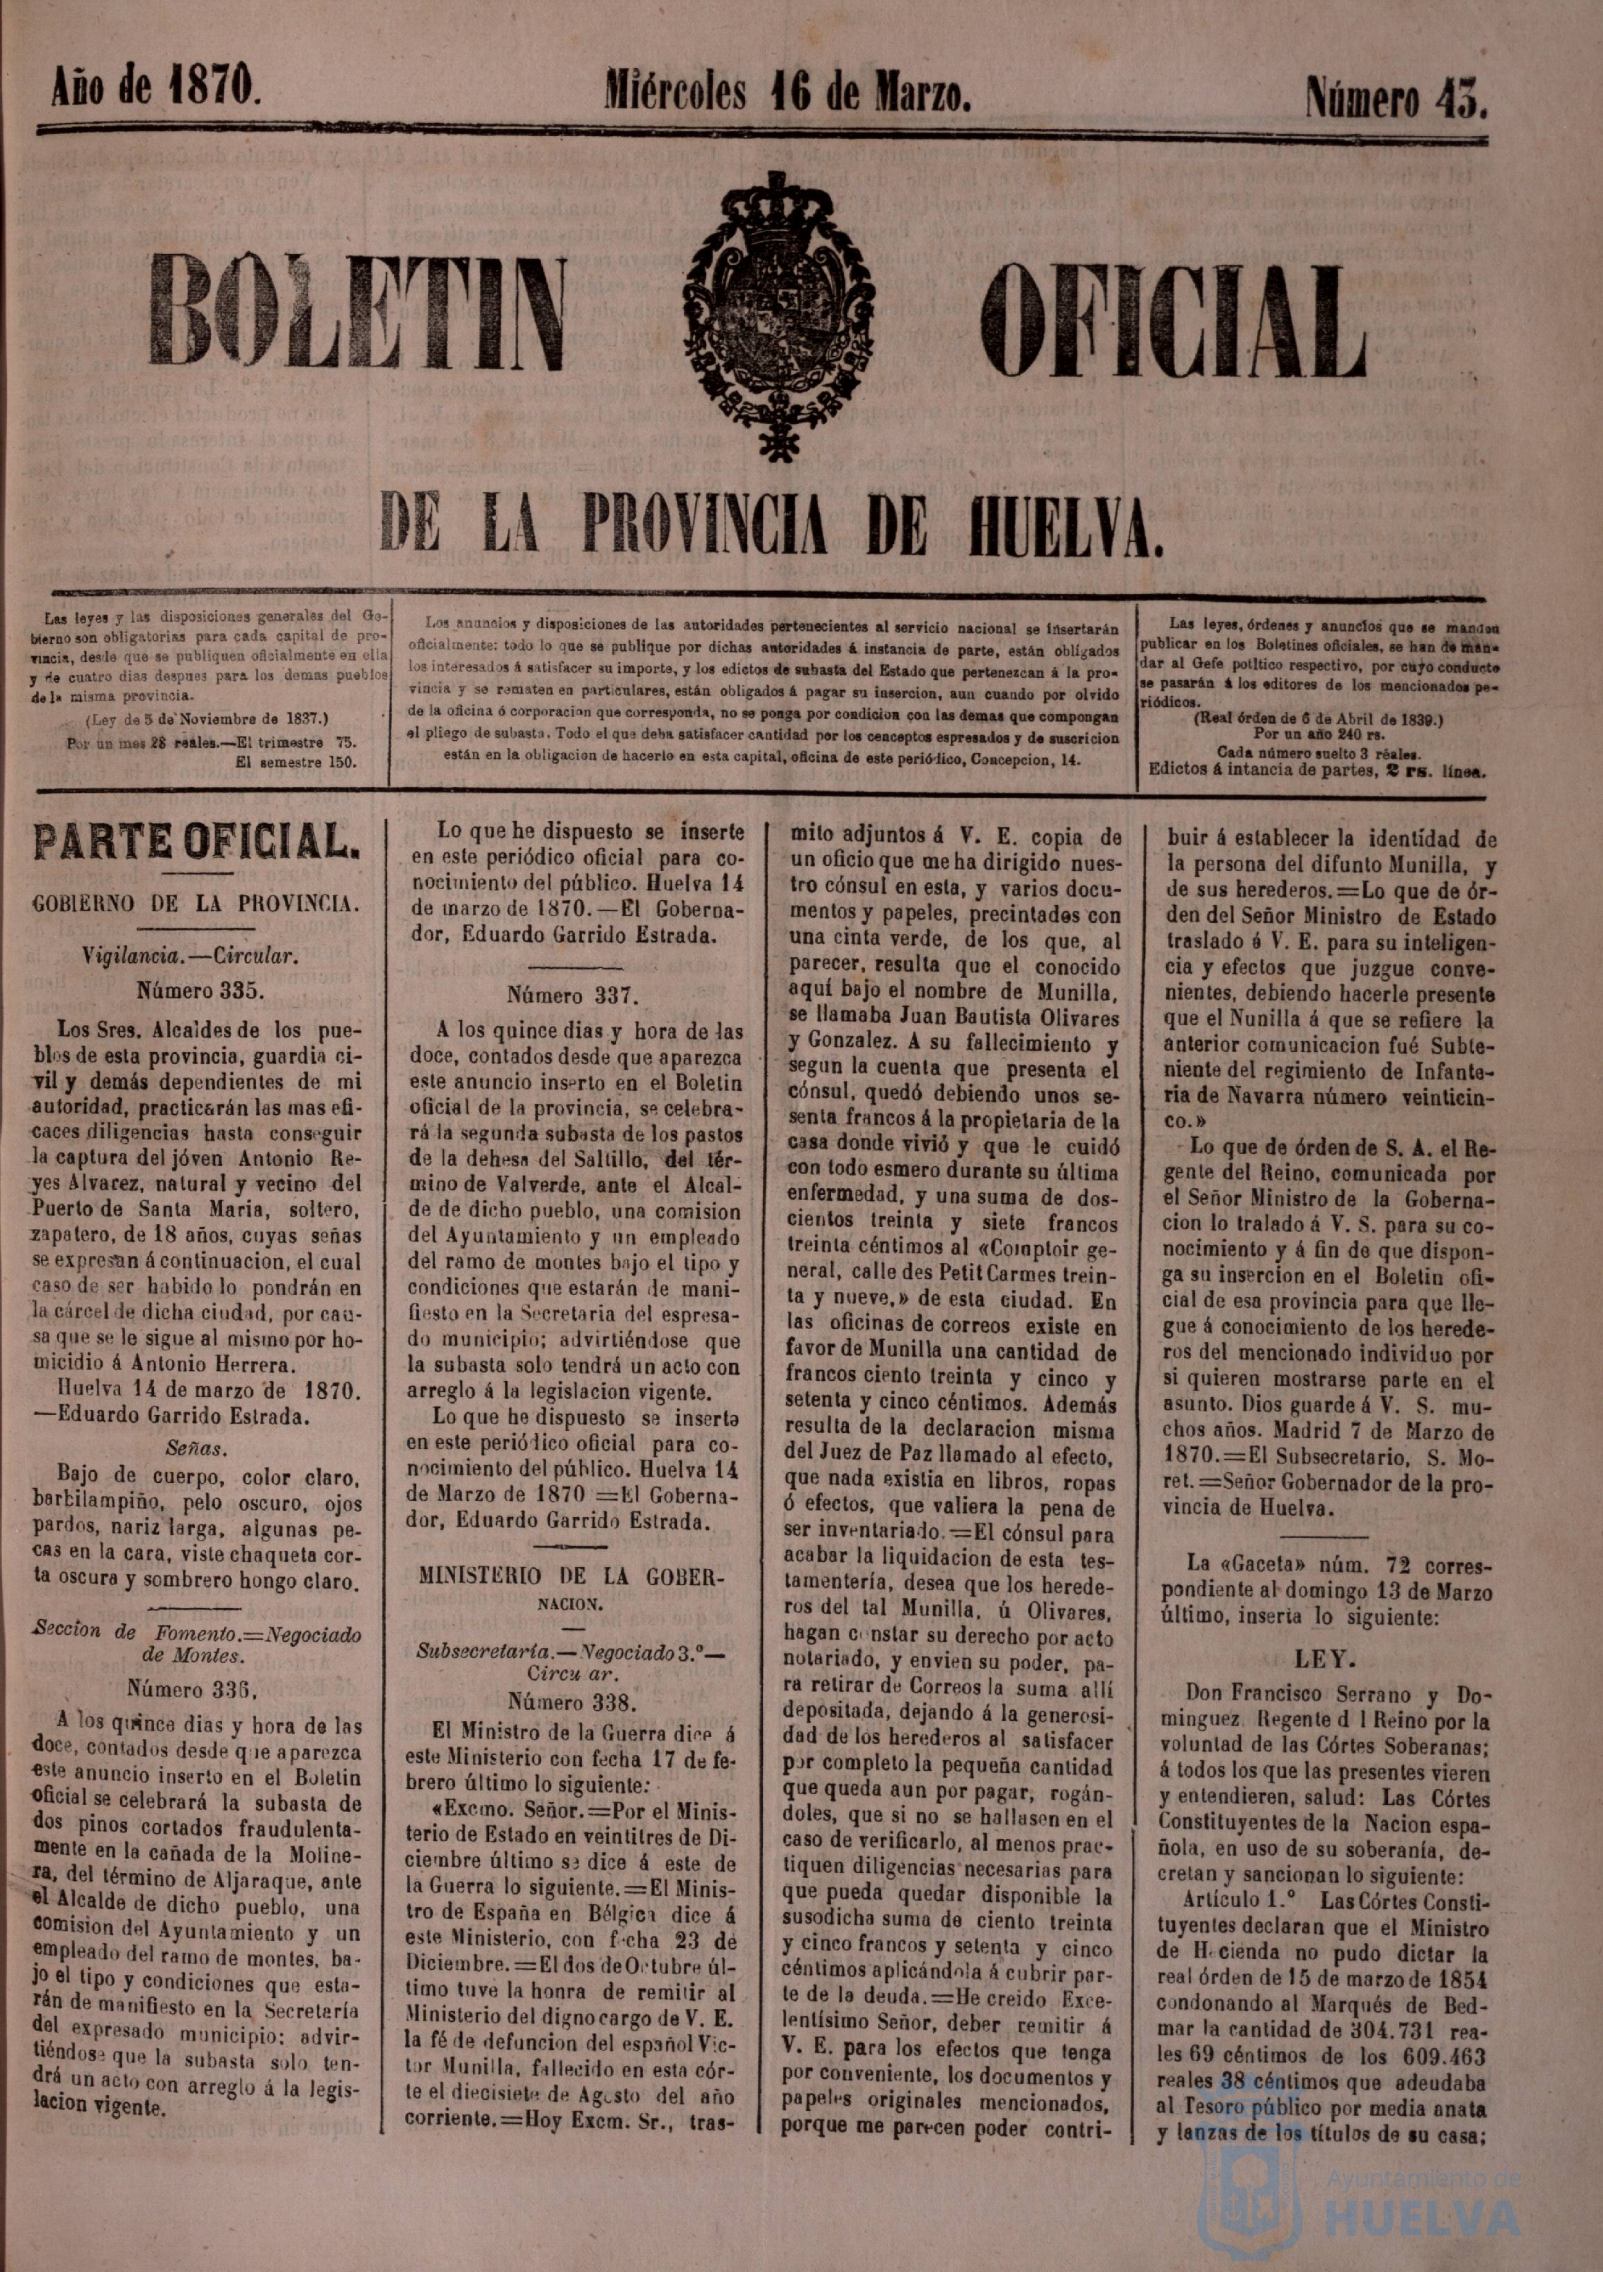 Año de 1870.
Miércoles 16 de Marzo.
Número 43.
BOLETIN OFICIAL
DE LA PROVINCIA DE HUELVA.
Las leyes y las disposiciones generales del Go-
bierno son obligatorias para cada capital de pro-
vincia, desde que se publiquen oficialmente en ella
y de cuatro dias despues para los demas pueblos
de la misma provincia.
(Ley de 5 de Noviembre de 1837.)
Por un mes 28 reales.—El trimestre 75.
El semestre 150.
Los anuncios y disposiciones de las autoridades pertenecientes al servicio nacional se insertarán
oficialmente: todo lo que se publique por dichas autoridades á instancia de parte, están obligados
los interesados á satisfacer su importe, y los edictos de subasta del Estado que pertenezcan á la pro-
vincia y se rematen en particulares, están obligados á pagar su insercion, aun cuando por olvido
de la oficina ó corporacion que corresponda, no se ponga por condicion con las demas que compongan
el pliego de subasta. Todo el que deba satisfacer cantidad por los conceptos espresados y de suscricion
están en la obligacion de hacerlo en esta capital, oficina de este periódico, Concepcion, 14.
Las leyes, órdenes y anuncios que se manden
publicar en los Boletines oficiales, se han de man-
dar al Gefe potltico respectivo, por cuyo conducto
se pasarán á los editores de los mencionados pe-
riódicos.
(Real órden de 6 de Abril de 1839.)
Por un año 240 rs.
Cada número suelto 3 réales.
Edictos á intancia de partes, 2 rs. línea.
PARTE OFICIAL.
GOBIERNO DE LA PROVINCIA.
Vigilancia.—Circular.
Número 335.
Los Sres. Alcaldes de los pue-
blos de esta provincia, guardia ci-
vil y demás dependientes de mi
autoridad, practicarán las mas efi-
caces diligencias hasta conseguir
la captura del jóven Antonio Re-
yes Alvarez, natural y vecino del
Puerto de Santa Maria, soltero,
zapatero, de 18 años, cuyas señas
se expresan á continuacion, el cual
caso de ser habido lo pondrán en
la cárcel de dicha ciudad, por cau-
sa que se le sigue al mismo por ho-
micidio á Antonio Herrera.
Huelva 14 de marzo de 1870.
—Eduardo Garrido Estrada.
Señas.
Bajo de cuerpo, color claro,
barbilampiño, pelo oscuro, ojos
pardos, nariz larga, algunas pe-
cas en la cara, viste chaqueta cor-
ta oscura y sombrero hongo claro.
Seccion de Fomento.=Negociado
de Montes.
Número 336.
A los quince dias y hora de las
doce, contados desde que aparezca
este anuncio inserto en el Boletin
oficial se celebrará la subasta de
dos pinos cortados fraudulenta-
mente en la cañada de la Moline-
ra, del término de Aljaraque, ante
el Alcalde de dicho pueblo, una
comision del Ayuntamiento y un
empleado del ramo de montes, ba-
jo el tipo y condiciones que esta-
rán de manifiesto en la Secretaría
del expresado municipio; advir-
tiéndose que la subasta solo ten-
drá un acto con arreglo á la legis-
lacion vigente.
Lo que he dispuesto se inserte
en este periódico oficial para co-
nocimiento del público. Huelva 14
de marzo de 1870.—El Goberna-
dor, Eduardo Garrido Estrada.
Número 337.
A los quince dias y hora de las
doce, contados desde que aparezca
este anuncio inserto en el Boletin
oficial de la provincia, se celebra-
rá la segunda subasta de los pastos
de la dehesa del Saltillo, del tér-
mino de Valverde, ante el Alcal-
de de dicho pueblo, una comision
del Ayuntamiento y un empleado
del ramo de montes bajo el tipo y
condiciones que estarán de mani-
fiesto en la Secretaria del espresa-
do municipio; advirtiéndose que
la subasta solo tendrá un acto con
arreglo á la legislacion vigente.
Lo que he dispuesto se inserta
en este periódico oficial para co-
nocimiento del público. Huelva 14
de Marzo de 1870=El Goberna-
dor, Eduardo Garrido Estrada.
MINISTERIO DE LA GOBER-
NACION.
Subsecretaría.—Negociado 3.º—
Circu ar.
Número 338.
El Ministro de la Guerra dice á
este Ministerio con fecha 17 de fe-
brero último lo siguiente:
«Excmo. Señor.=Por el Minis-
terio de Estado en veintitres de Di-
ciembre último se dice á este de
la Guerra lo siguiente.=El Minis-
tro de España en Bélgica dice á
este Ministerio, con fecha 23 de
Diciembre.=El dos de Octubre úl-
timo tuve la honra de remitir al
Ministerio del digno cargo de V. E.
la fé de defuncion del español Vic-
tor Munilla, fallecido en esta cór-
te el diecisiete de Agosto del año
corriente.=Hoy Excm. Sr., tras-
mito adjuntos á V. E. copia de
un oficio que me ha dirigido nues-
tro cónsul en esta, y varios docu-
mentos y papeles, precintados con
una cinta verde, de los que, al
parecer, resulta que el conocido
aquí bajo el nombre de Munilla,
se llamaba Juan Bautista Olivares
y Gonzalez. A su fallecimiento y
segun la cuenta que presenta el
cónsul, quedó debiendo unos se-
senta francos á la propietaria de la
casa donde vivió y que le cuidó
con todo esmero durante su última
enfermedad, y una suma de dos-
cientos treinta y siete francos
treinta céntimos al «Comptoir ge-
neral, calle des Petit Carmes trein-
ta y nueve,» de esta ciudad. En
las oficinas de correos existe en
favor de Munilla una cantidad de
francos ciento treinta y cinco y
setenta y cinco céntimos. Además
resulta de la declaracion misma
del Juez de Paz llamado al efecto,
que nada existia en libros, ropas
ó efectos, que valiera la pena de
ser inventariado.=El cónsul para
acabar la liquidacion de esta tes-
tamentería, desea que los herede-
ros del tal Munilla, ú Olivares,
hagan constar su derecho por acto
notariado, y envien su poder, pa-
ra retirar de Correos la suma allí
depositada, dejando á la generosi-
dad de los herederos al satisfacer
por completo la pequeña cantidad
que queda aun por pagar, rogán-
doles, que si no se hallasen en el
caso de verificarlo, al menos prac-
tiquen diligencias necesarias para
que pueda quedar disponible la
susodicha suma de ciento treinta
y cinco francos y setenta y cinco
céntimos aplicándola á cubrir par-
te de la deuda.=He creido Exce-
lentísimo Señor, deber remitir á
V. E. para los efectos que tenga
por conveniente, los documentos y
papeles originales mencionados,
porque me parecen poder contri-
buir á establecer la identidad de
la persona del difunto Munilla, y
de sus herederos.=Lo que de ór-
den del Señor Ministro de Estado
traslado á V. E. para su inteligen-
cia y efectos que juzgue conve-
nientes, debiendo hacerle presente
que el Nunilla á que se refiere la
anterior comunicacion fué Subte-
niente del regimiento de Infante-
ria de Navarra número veinticin-
co.»
Lo que de órden de S. A. el Re-
gente del Reino, comunicada por
el Señor Ministro de la Goberna-
cion lo tralado á V. S. para su co-
nocimiento y á fin de que dispon-
ga su insercion en el Boletin ofi-
cial de esa provincia para que lle-
gue á conocimiento de los herede-
ros del mencionado individuo por
si quieren mostrarse parte en el
asunto. Dios guarde á V. S. mu-
chos años. Madrid 7 de Marzo de
1870.=El Subsecretario, S. Mo-
ret.=Señor Gobernador de la pro-
vincia de Huelva.
La «Gaceta» núm. 72 corres-
pondiente al domingo 13 de Marzo
último, inserta lo siguiente:
LEY.
Don Francisco Serrano y Do-
minguez Regente d l Reino por la
voluntad de las Córtes Soberanas;
á todos los que las presentes vieren
y entendieren, salud: Las Córtes
Constituyentes de la Nacion espa-
ñola, en uso de su soberanía, de-
cretan y sancionan lo siguiente:
Artículo 1.º Las Córtes Consti-
tuyentes declaran que el Ministro
de Hacienda no pudo dictar la
real órden de 15 de marzo de 1854
condonando al Marqués de Bed-
mar la cantidad de 304.731 rea-
les 69 céntimos de los 609.463
reales 38 céntimos que adeudaba
al Tesoro público por media anata
y lanzas de los títulos de su casa;
Ayuntamiento de
HUELVA